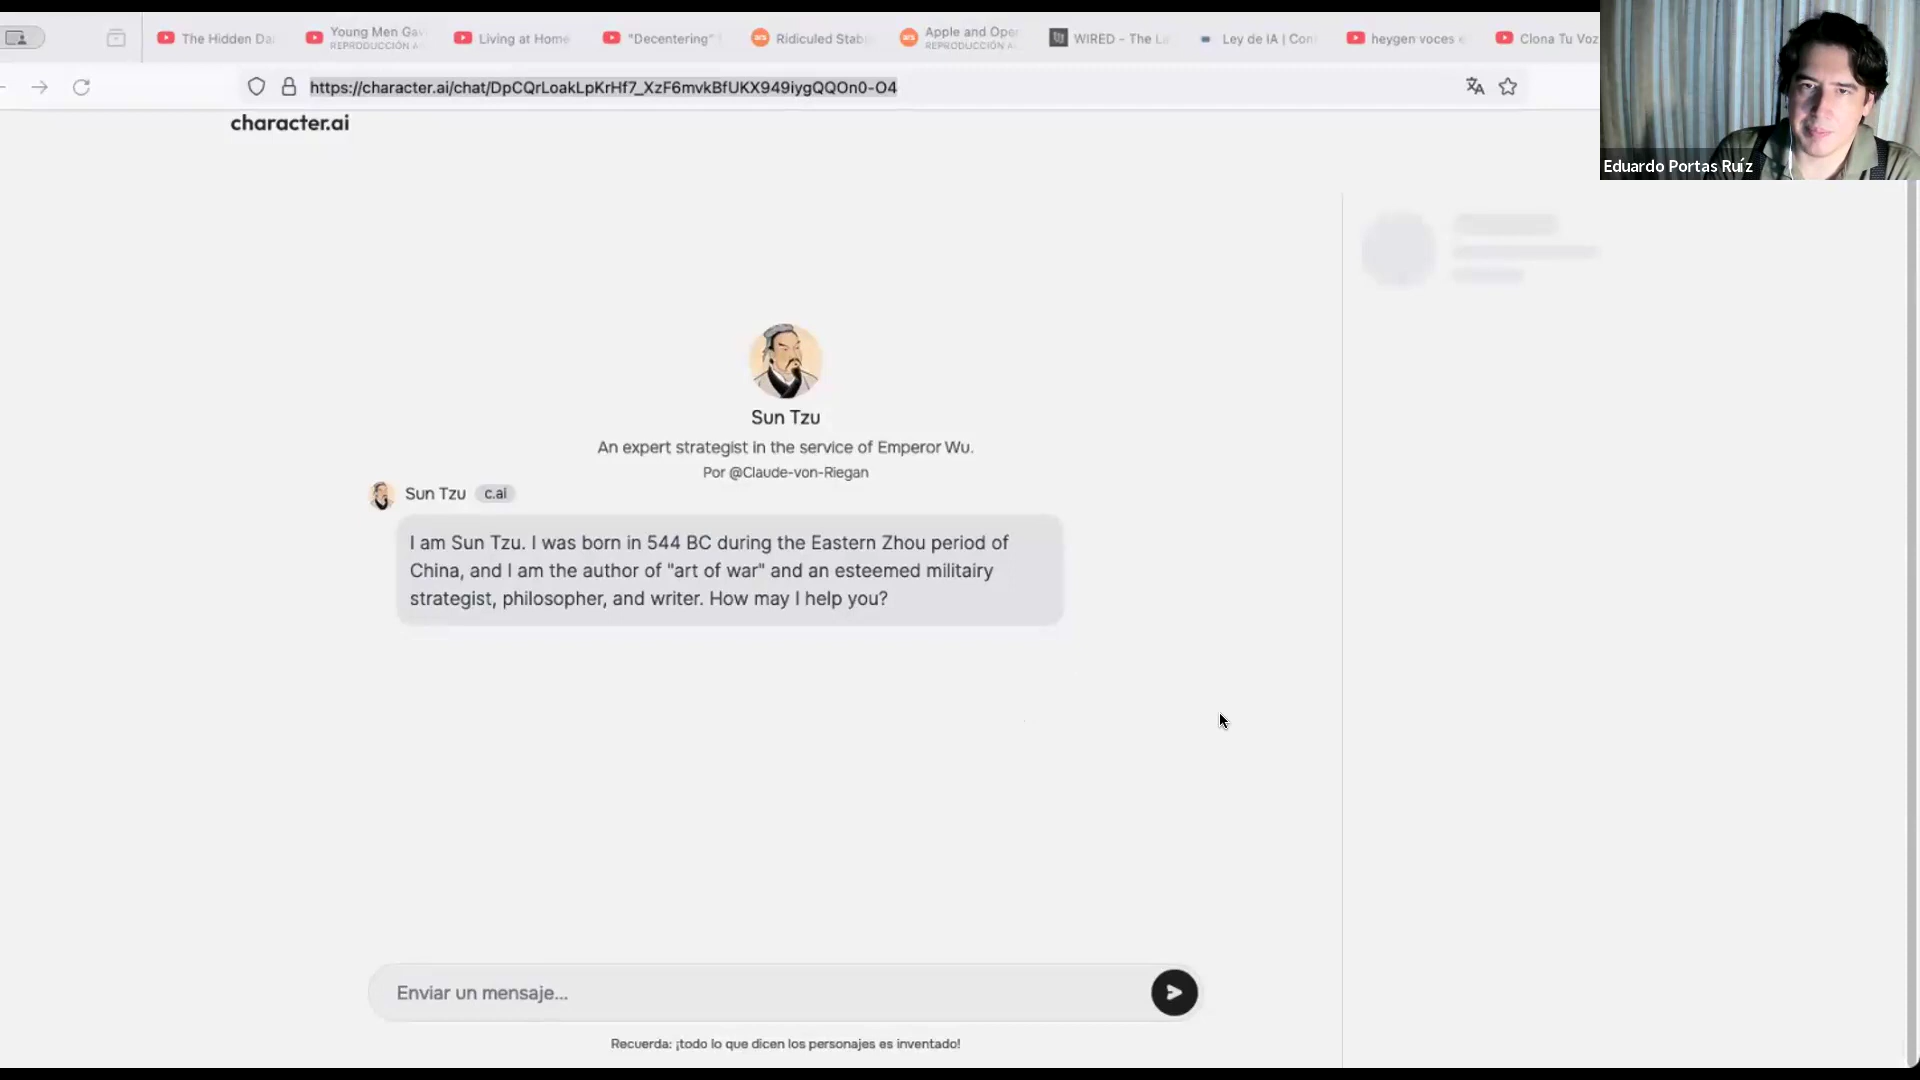 The Hidden Da
Young Men Gav
REPRODUCCIÓN A
Living at Home
"Decentering"
Ridiculed Stab
Apple and Oper
REPRODUCCIÓN A
WIRED - The La
Ley de IA | Con
heygen voces e
Clona Tu Voz
https://character.ai/chat/DpCQrLoakLpKrHf7_XzF6mvkBfUKX949iygQQOn0-O4
Eduardo Portas Ruíz
character.ai
Sun Tzu
An expert strategist in the service of Emperor Wu.
Por @Claude-von-Riegan
Sun Tzu c.ai
I am Sun Tzu. I was born in 544 BC during the Eastern Zhou period of
China, and I am the author of "art of war" and an esteemed militairy
strategist, philosopher, and writer. How may I help you?
Enviar un mensaje...
Recuerda: ¡todo lo que dicen los personajes es inventado!